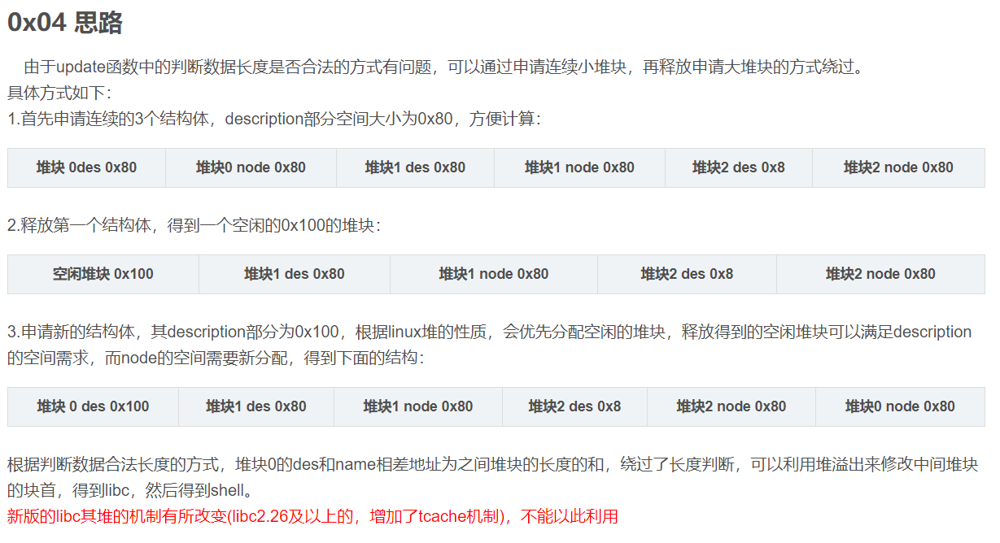 0x04 思路
由于update函数中的判断数据长度是否合法的方式有问题，可以通过申请连续小堆块，再释放申请大堆块的方式绕过。
具体方式如下：
1.首先申请连续的3个结构体，description部分空间大小为0x80，方便计算：
堆块 0des 0x80 堆块0 node 0x80 堆块1 des 0x80 堆块1 node 0x80 堆块2 des 0x8 堆块2 node 0x80
2.释放第一个结构体，得到一个空闲的0x100的堆块：
空闲堆块 0x100 堆块1 des 0x80 堆块1 node 0x80 堆块2 des 0x8 堆块2 node 0x80
3.申请新的结构体，其description部分为0x100，根据linux堆的性质，会优先分配空闲的堆块，释放得到的空闲堆块可以满足description
的空间需求，而node的空间需要新分配，得到下面的结构：
堆块 0 des 0x100 堆块1 des 0x80 堆块1 node 0x80 堆块2 des 0x8 堆块2 node 0x80 堆块0 node 0x80
根据判断数据合法长度的方式，堆块0的des和name相差地址为之间堆块的长度的和，绕过了长度判断，可以利用堆溢出来修改中间堆块
的块首，得到libc，然后得到shell。
新版的libc其堆的机制有所改变(libc2.26及以上的，增加了tcache机制)，不能以此利用